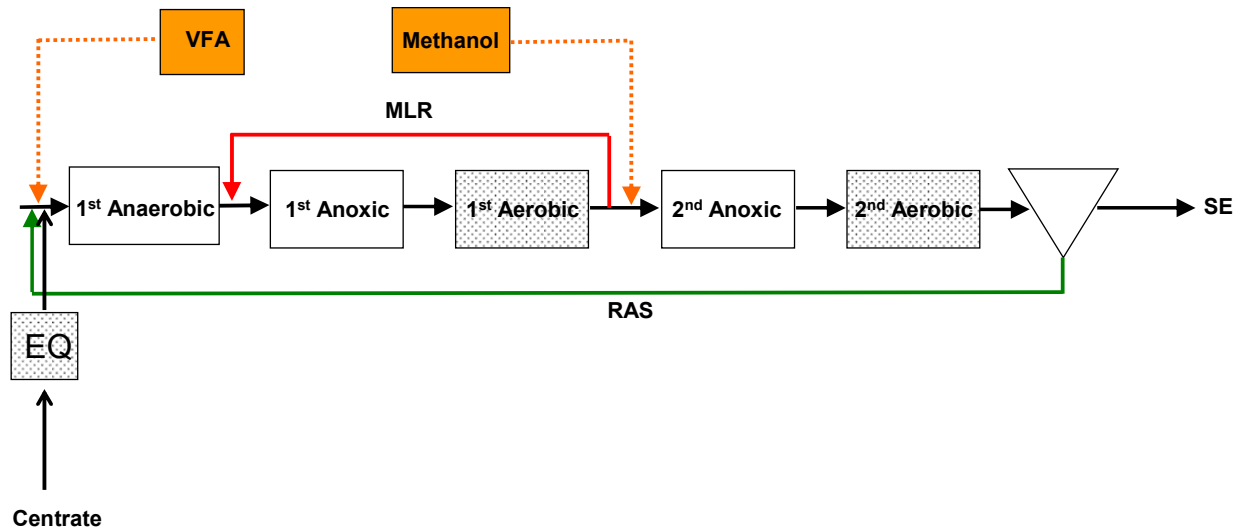 VFA
Methanol
MLR
1st Anaerobic
1st Anoxic
1st Aerobic
2nd Anoxic
2nd Aerobic
SE
RAS
EQ
Centrate